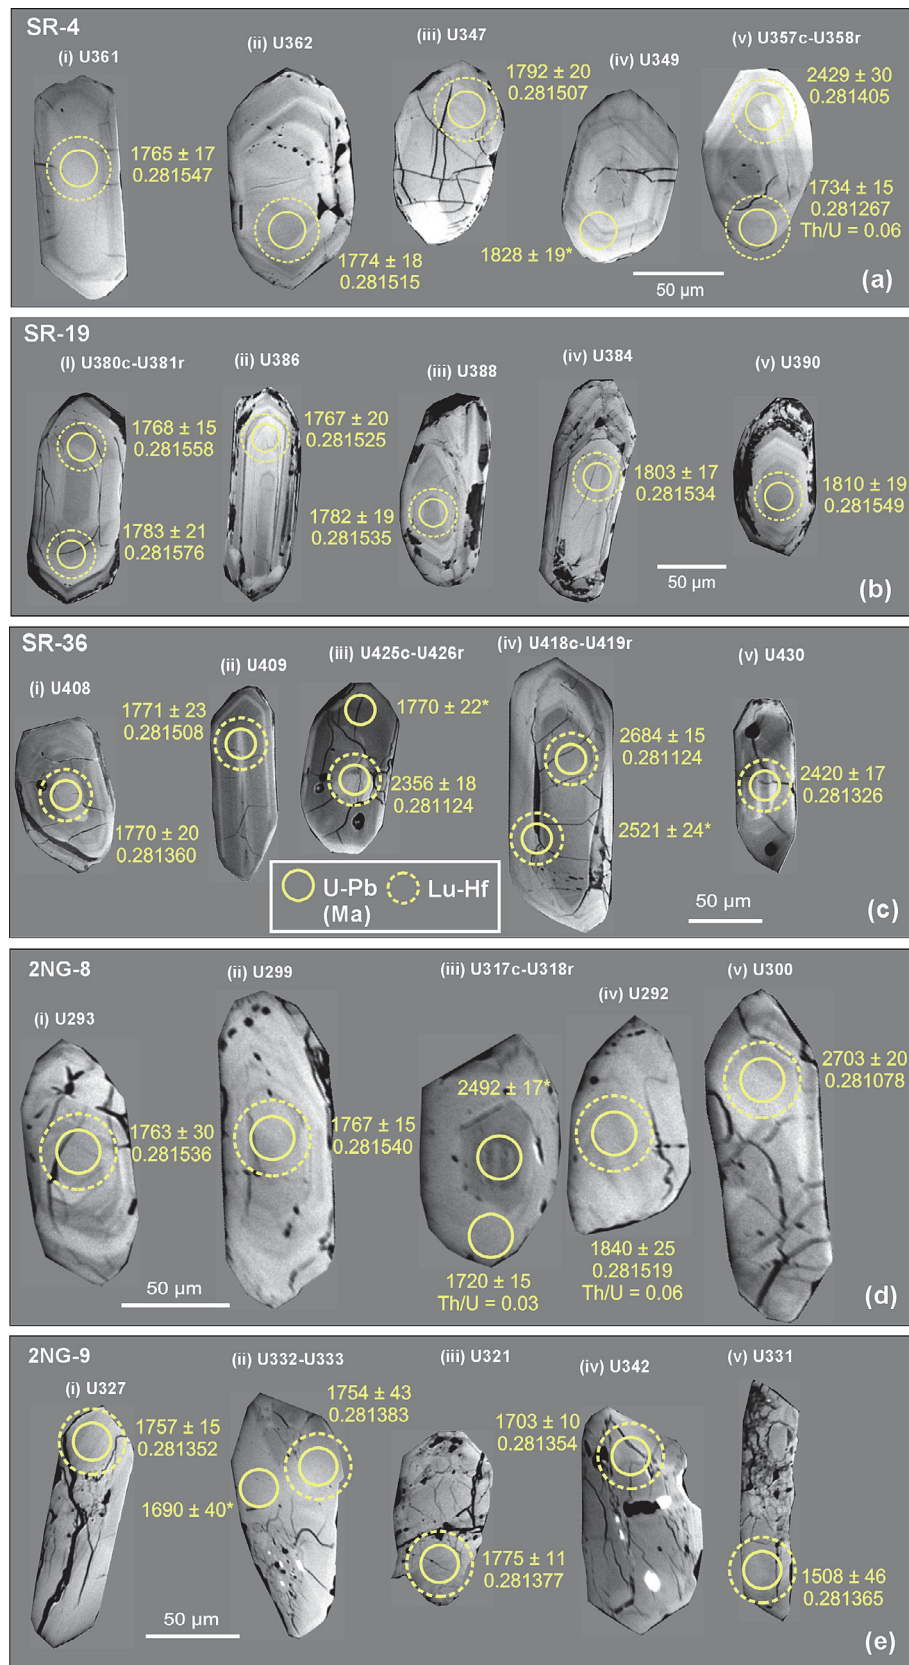 SR-4
(i) U361
(ii) U362
(iii) U347
(iv) U349
(v) U357c-U358r
1765 ± 17
0.281547
1774 ± 18
0.281515
1792 ± 20
0.281507
1828 ± 19*
2429 ± 30
0.281405
1734 ± 15
0.281267
Th/U = 0.06
50 µm
(a)
SR-19
(I) U380c-U381r
(ii) U386
(iii) U388
(iv) U384
(v) U390
1768 ± 15
0.281558
1783 ± 21
0.281576
1767 ± 20
0.281525
1782 ± 19
0.281535
1803 ± 17
0.281534
1810 ± 19
0.281549
50 µm
(b)
SR-36
(i) U408
(ii) U409
(iii) U425c-U426r
(iv) U418c-U419r
(v) U430
1770 ± 20
0.281360
1771 ± 23
0.281508
1770 ± 22*
2356 ± 18
0.281124
2684 ± 15
0.281124
2521 ± 24*
2420 ± 17
0.281326
U-Pb
(Ma)
Lu-Hf
50 µm
(c)
2NG-8
(i) U293
(ii) U299
(iii) U317c-U318r
(iv) U292
(v) U300
1763 ± 30
0.281536
1767 ± 15
0.281540
2492 ± 17*
1720 ± 15
Th/U = 0.03
1840 ± 25
0.281519
Th/U = 0.06
2703 ± 20
0.281078
50 µm
(d)
2NG-9
(i) U327
(ii) U332-U333
(iii) U321
(iv) U342
(v) U331
1757 ± 15
0.281352
1754 ± 43
0.281383
1690 ± 40*
1775 ± 11
0.281377
1703 ± 10
0.281354
1508 ± 46
0.281365
50 µm
(e)